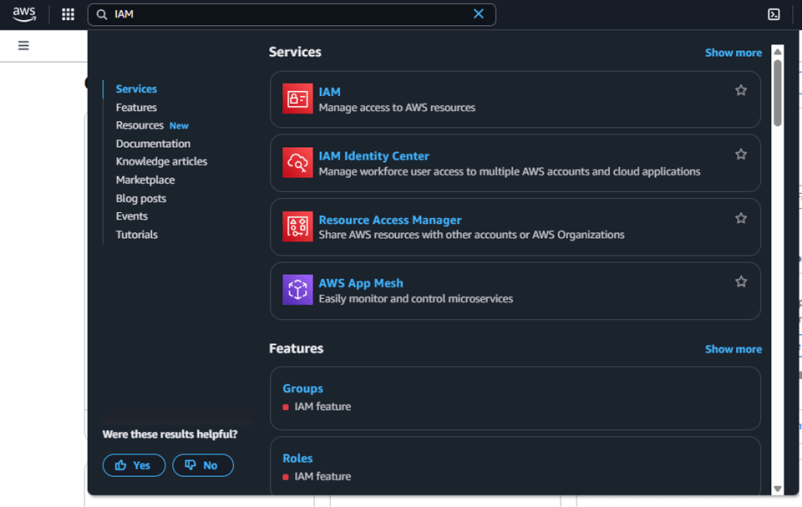 aws
IAM
Services
Features
Resources New
Documentation
Knowledge articles
Marketplace
Blog posts
Events
Tutorials
Were these results helpful?
Yes
No
Services
Show more
IAM
Manage access to AWS resources
IAM Identity Center
Manage workforce user access to multiple AWS accounts and cloud applications
Resource Access Manager
Share AWS resources with other accounts or AWS Organizations
AWS App Mesh
Easily monitor and control microservices
Features
Show more
Groups
IAM feature
Roles
IAM feature